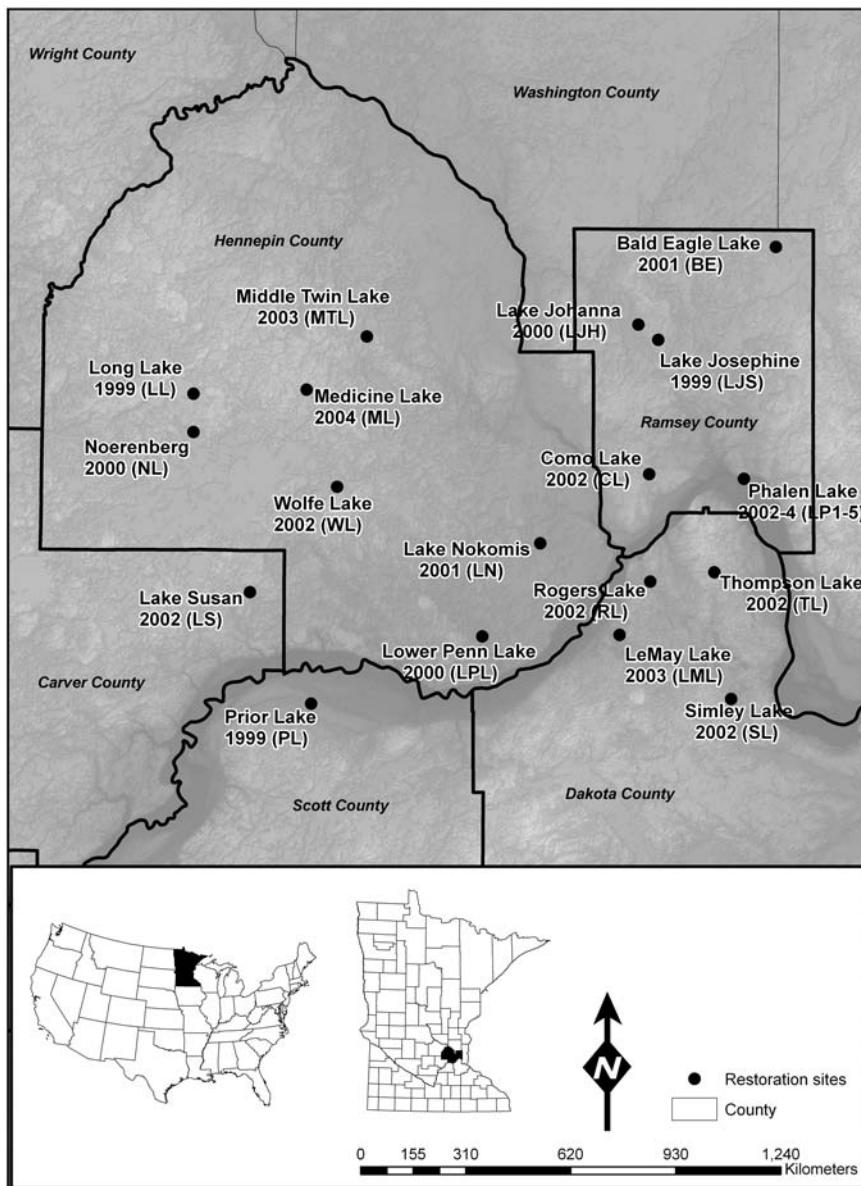 Wright County
Washington County
Hennepin County
Bald Eagle Lake
2001 (BE)
Middle Twin Lake
2003 (MTL)
Lake Johanna
2000 (LJH)
Lake Josephine
1999 (LJS)
Long Lake
1999 (LL)
Medicine Lake
2004 (ML)
Ramsey County
Noerenberg
2000 (NL)
Como Lake
2002 (CL)
Phalen Lake
2002-4 (LP1-5)
Wolfe Lake
2002 (WL)
Lake Nokomis
2001 (LN)
Rogers Lake
2002 (RL)
Thompson Lake
2002 (TL)
Lake Susan
2002 (LS)
Lower Penn Lake
2000 (LPL)
LeMay Lake
2003 (LML)
Carver County
Prior Lake
1999 (PL)
Simley Lake
2002 (SL)
Scott County
Dakota County
N
Restoration sites
County
0 155 310 620 930 1,240
Kilometers